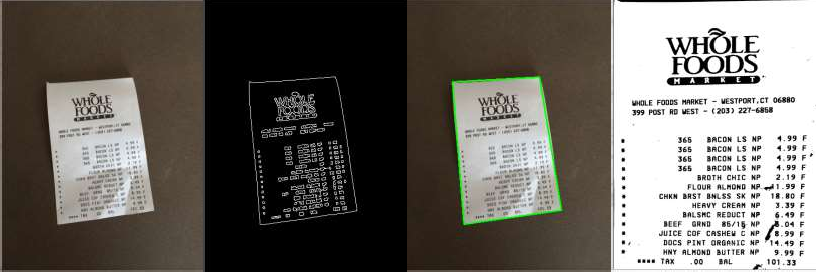 WHOLE
FOODS
MARKET
WHOLE FOODS MARKET - WESTPORT,CT 06880
399 POST RD WEST - (203) 227-6858
365 BACON LS NP 4.99 F
365 BACON LS NP 4.99 F
365 BACON LS NP 4.99 F
365 BACON LS NP 4.99 F
BROTH CHIC NP 2.19 F
FLOUR ALMOND NP 11.99 F
CHKN BRST BNLSS SK NP 18.80 F
HEAVY CREAM NP 3.39 F
BALSMC REDUCT NP 6.49 F
BEEF GRND 85/15 NP 5.04 F
JUICE COF CASHEW C NP 8.99 F
DOCS PINT ORGANIC NP 14.49 F
HNY ALMOND BUTTER NP 9.99 F
**** TAX .00 BAL 101.33